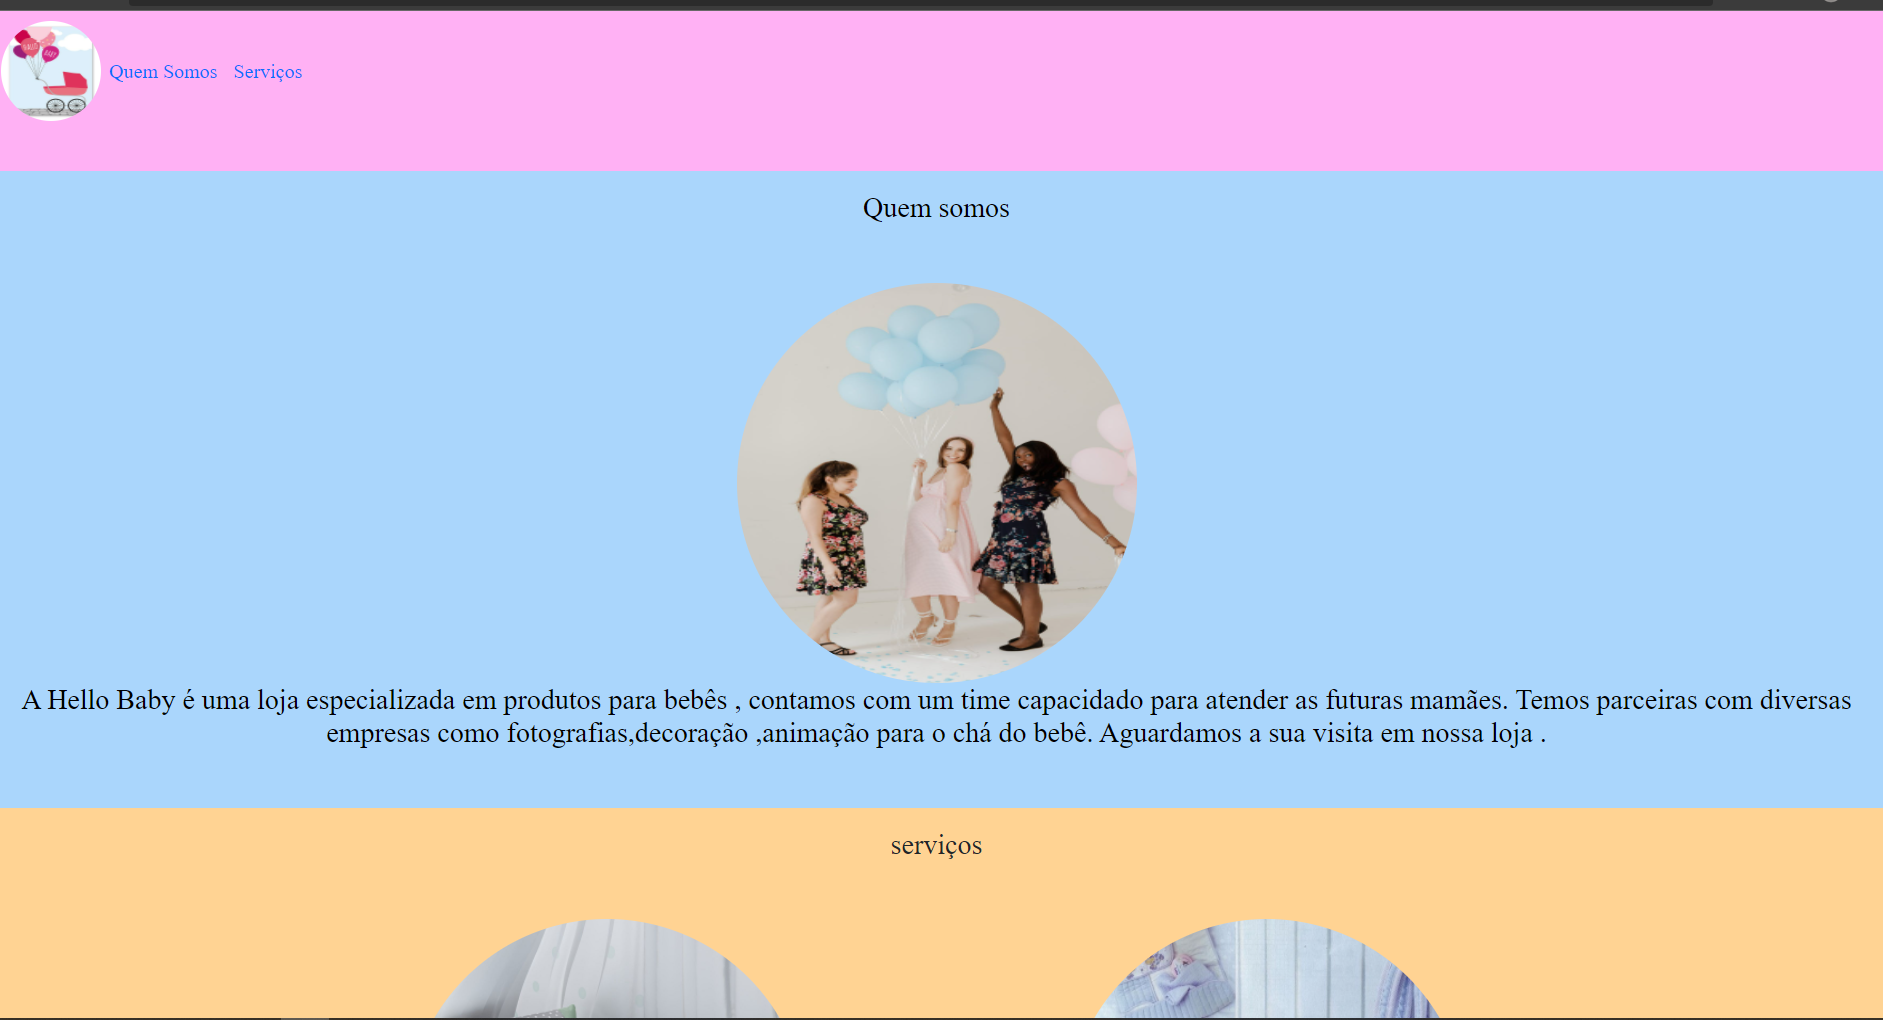 Quem Somos Serviços
Quem somos
A Hello Baby é uma loja especializada em produtos para bebês , contamos com um time capacidado para atender as futuras mamães. Temos parceiras com diversas
empresas como fotografias,decoração ,animação para o chá do bebê. Aguardamos a sua visita em nossa loja .
serviços